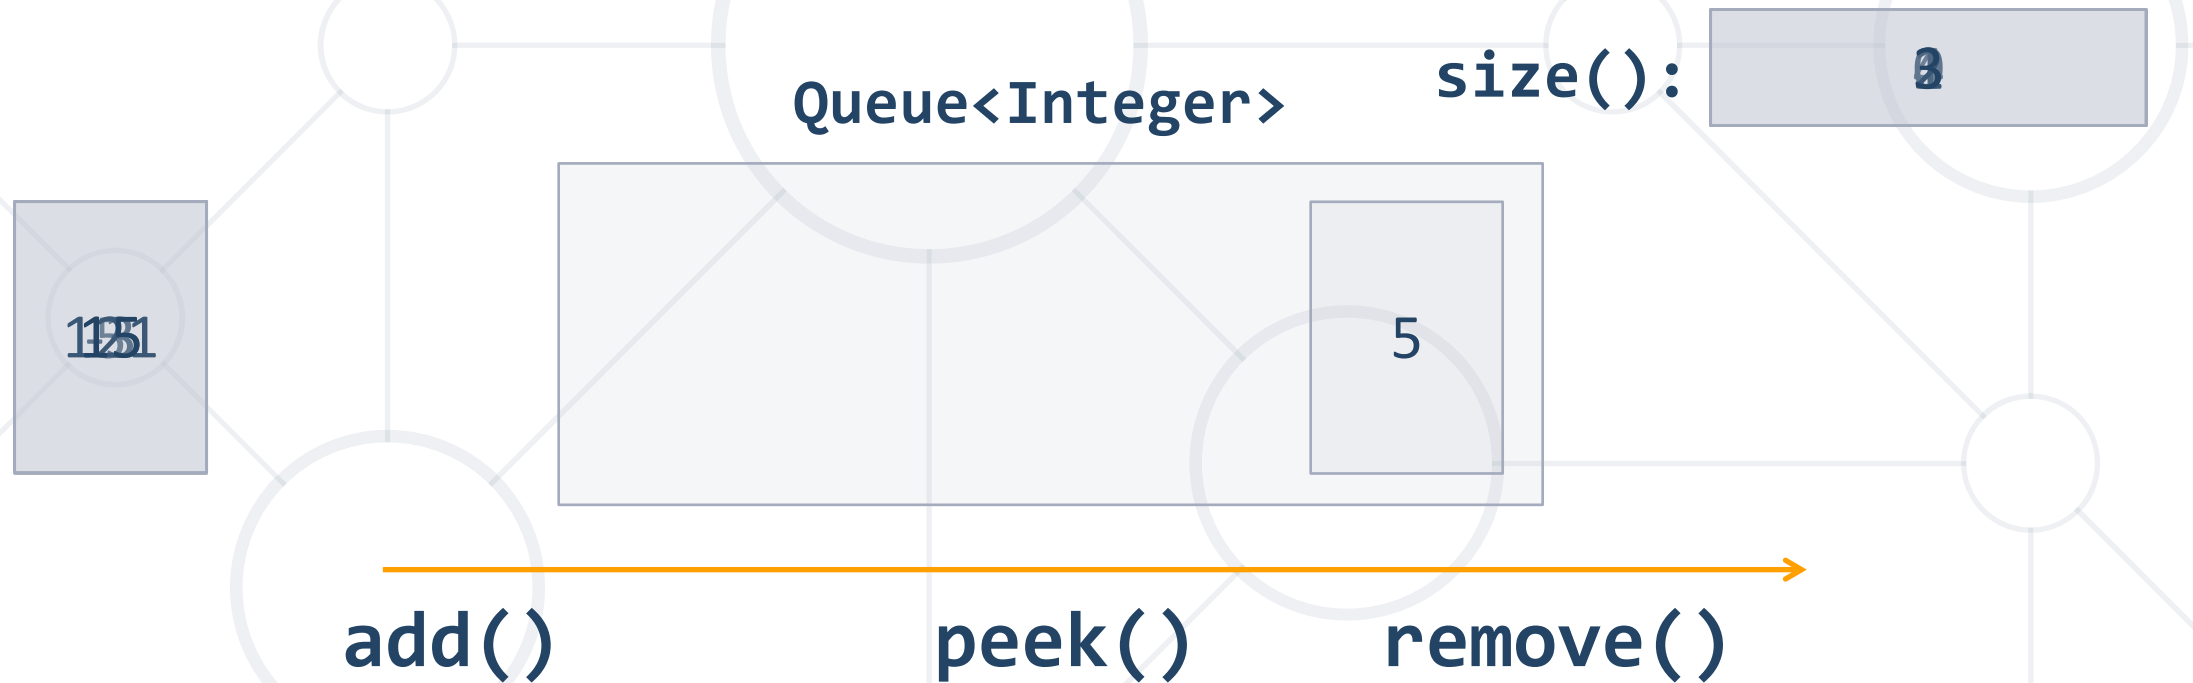 Queue<Integer>
size():
5
add()
peek()
remove()